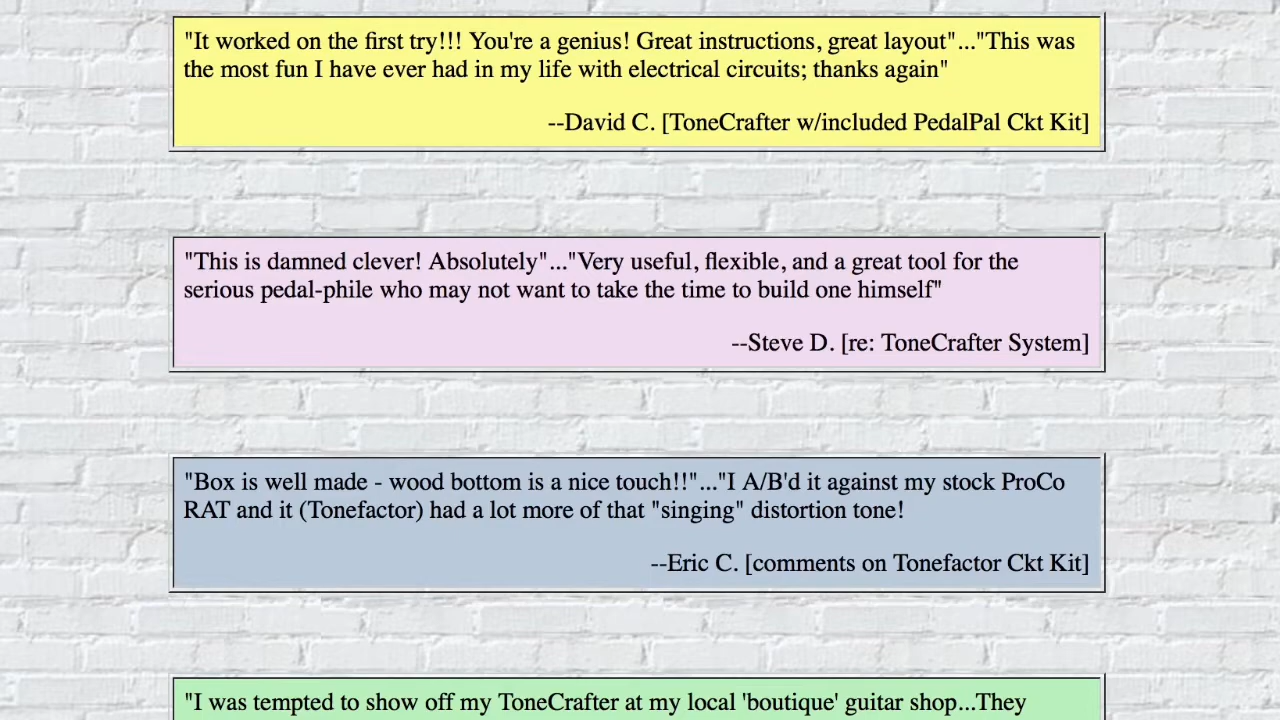 "It worked on the first try!!! You're a genius! Great instructions, great layout"..."This was
the most fun I have ever had in my life with electrical circuits; thanks again"
--David C. [ToneCrafter w/included PedalPal Ckt Kit]
"This is damned clever! Absolutely"..."Very useful, flexible, and a great tool for the
serious pedal-phile who may not want to take the time to build one himself"
--Steve D. [re: ToneCrafter System]
"Box is well made - wood bottom is a nice touch!!"..."I A/B'd it against my stock ProCo
RAT and it (Tonefactor) had a lot more of that "singing" distortion tone!
--Eric C. [comments on Tonefactor Ckt Kit]
"I was tempted to show off my ToneCrafter at my local 'boutique' guitar shop...They